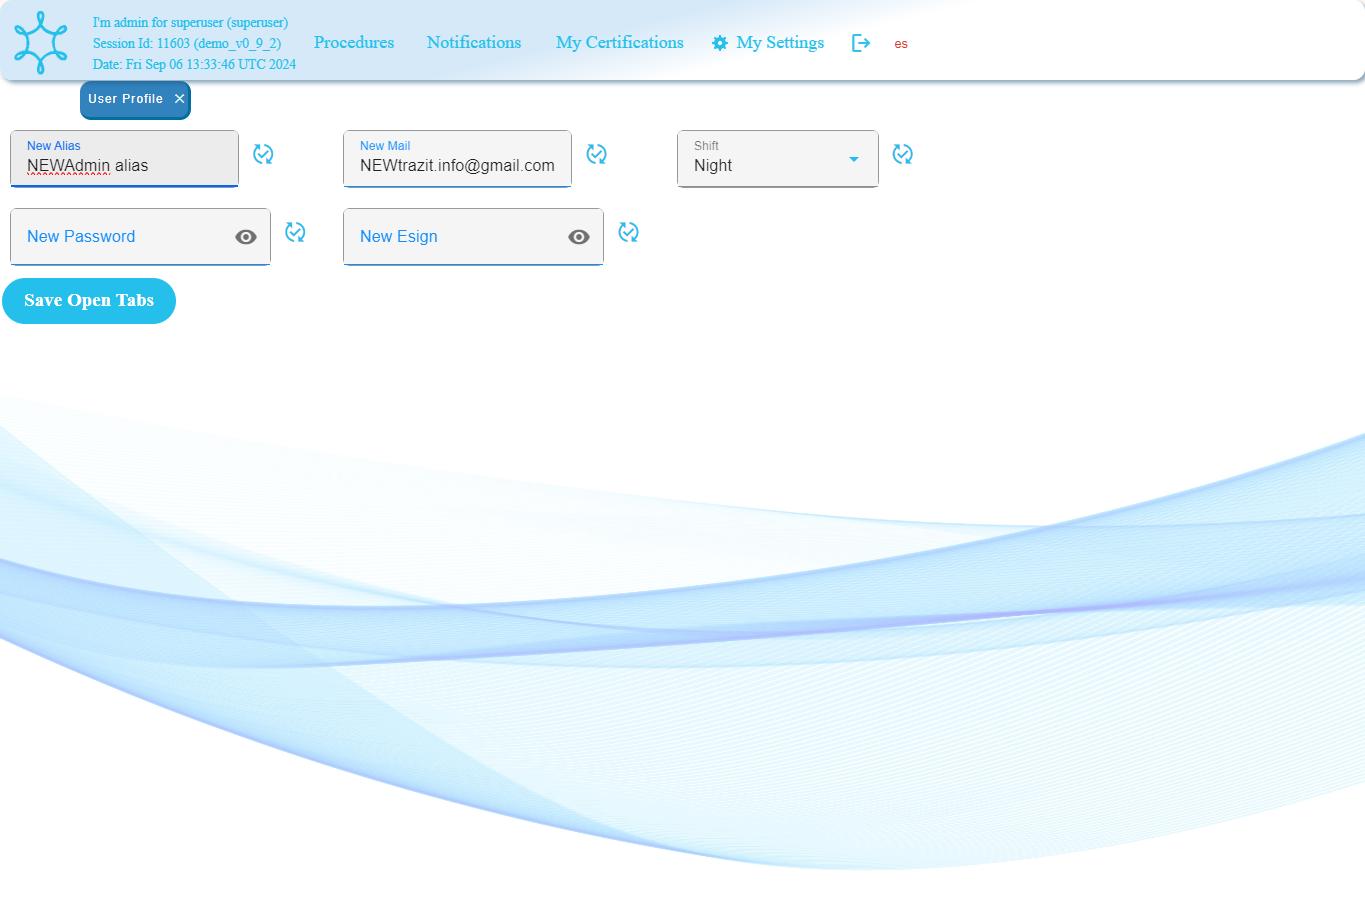 I'm admin for superuser (superuser)
Session Id: 11603 (demo_v0_9_2)
Date: Fri Sep 06 13:33:46 UTC 2024
Procedures
Notifications
My Certifications
My Settings
es
User Profile
New Alias
NEWAdmin alias
New Mail
NEWtrazit.info@gmail.com
Shift
Night
New Password
New Esign
Save Open Tabs